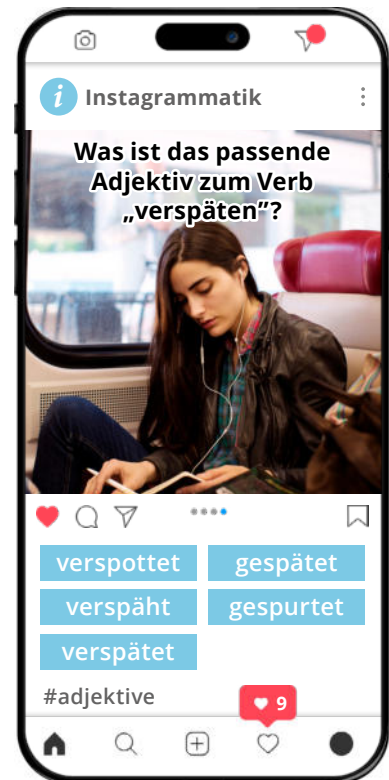 i Instagrammatik
Was ist das passende
Adjektiv zum Verb
„verspäten”?
verspottet gespätet
verspäht gespurtet
verspätet
#adjektive
9